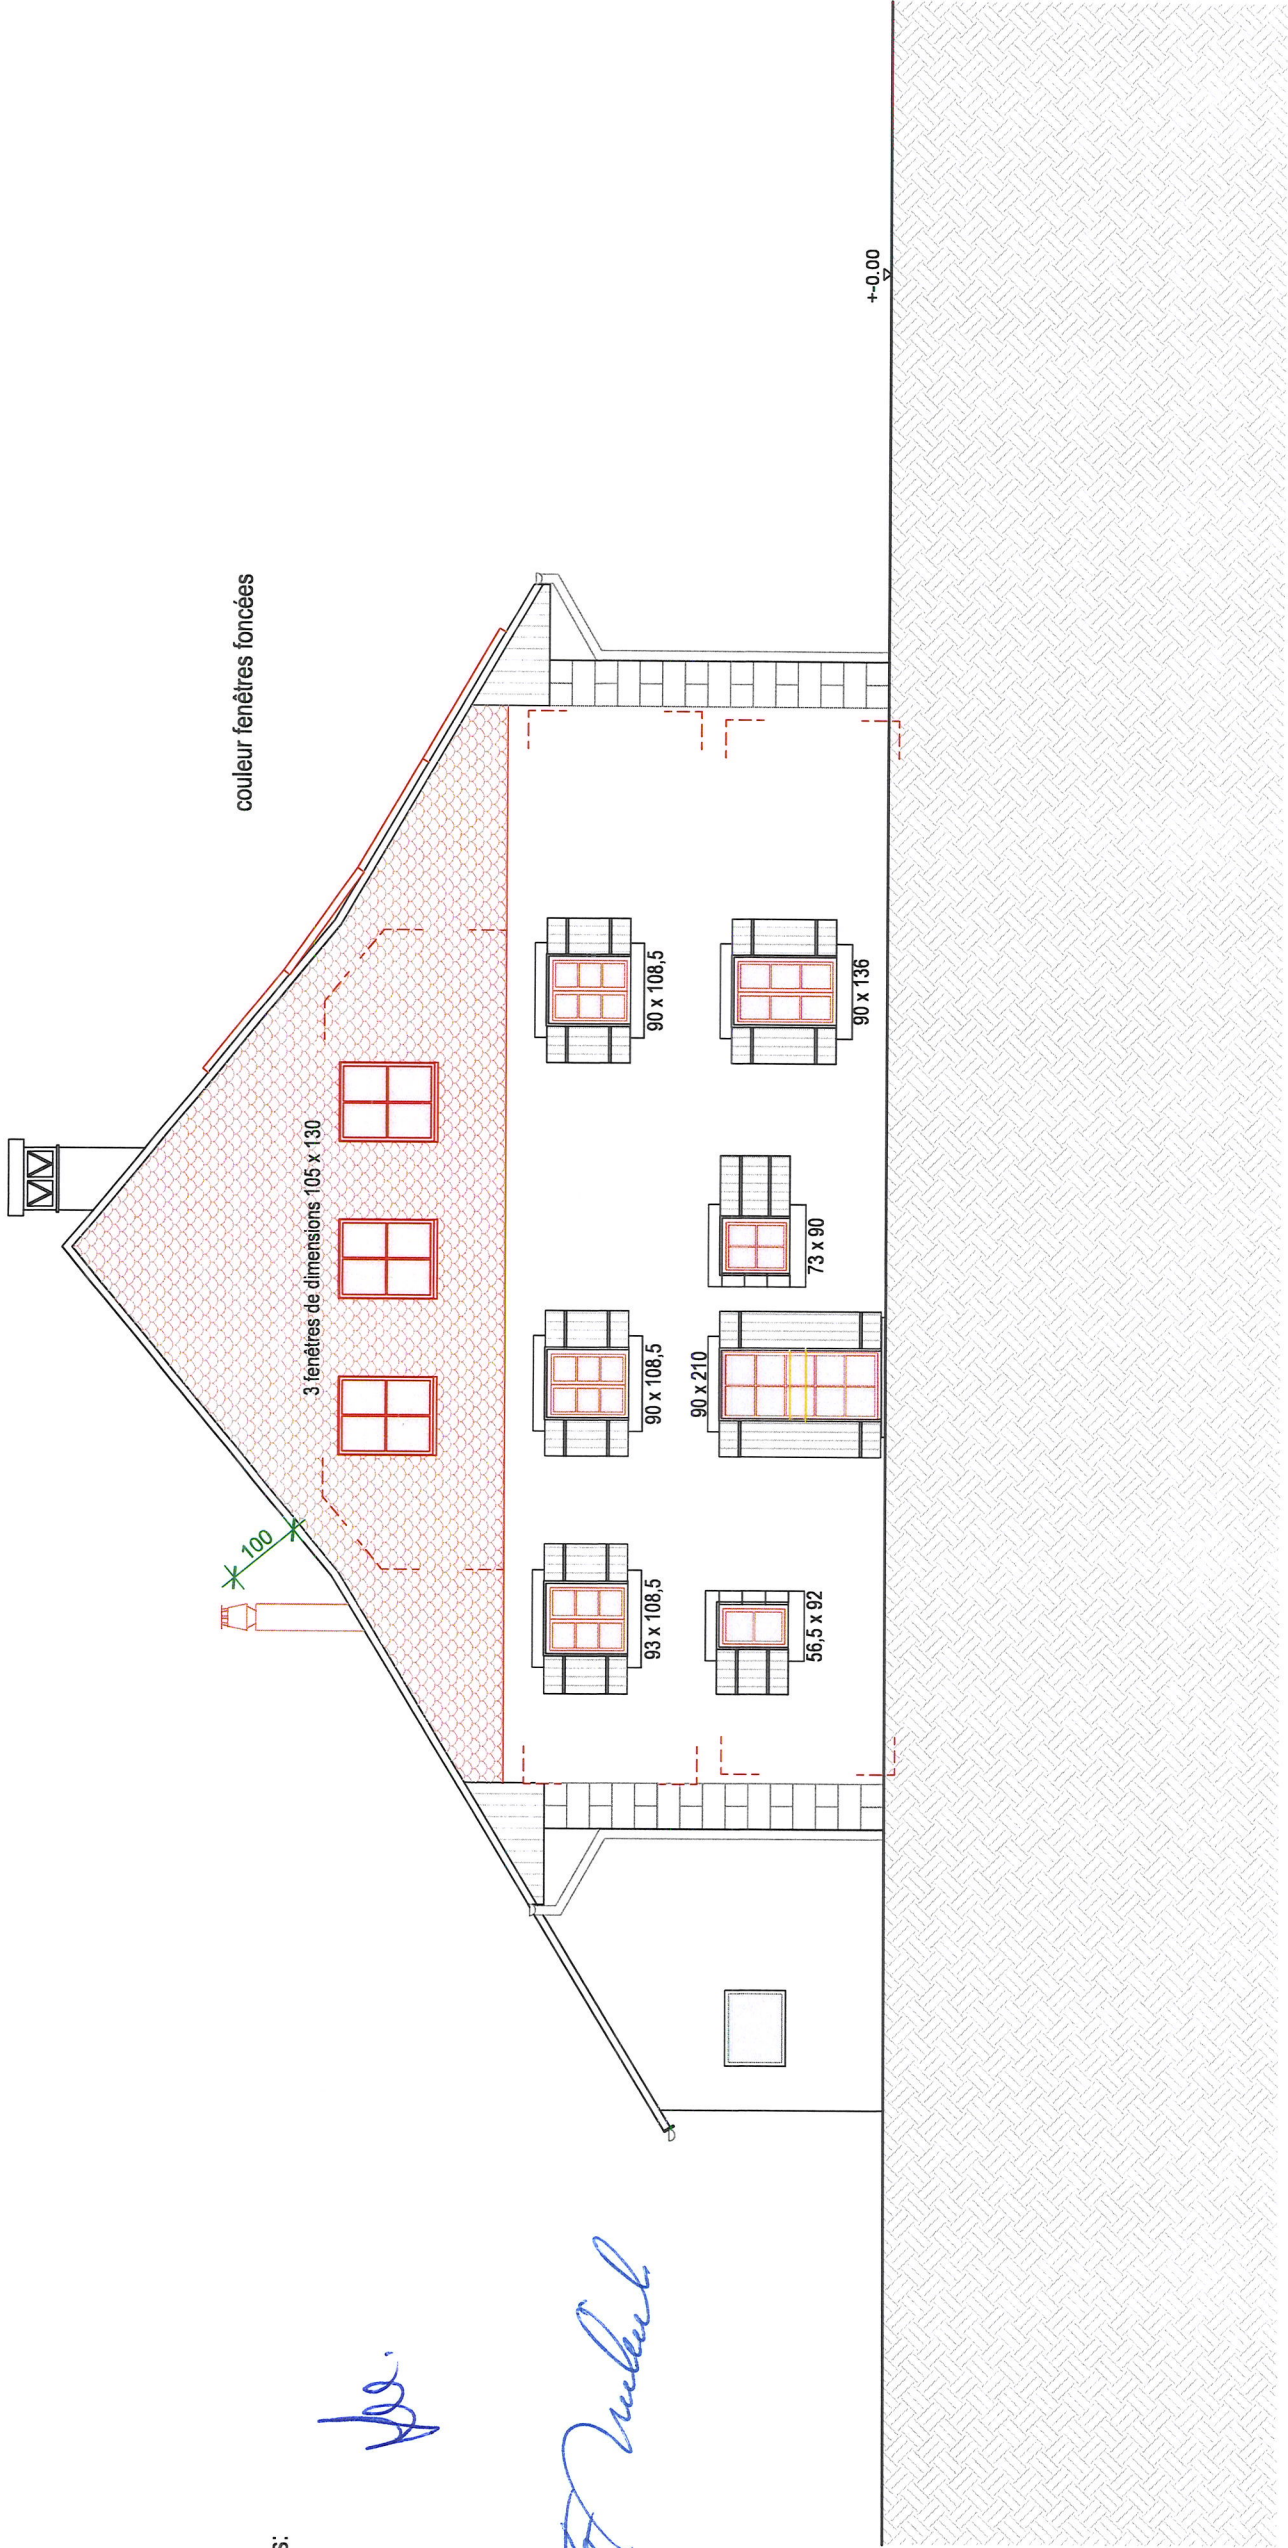 couleur fenêtres foncées
100
3 fenêtres de dimensions 105 x 130
93 x 108,5
90 x 108,5
90 x 108,5
90 x 210
56,5 x 92
73 x 90
90 x 136
+-0.00
s: